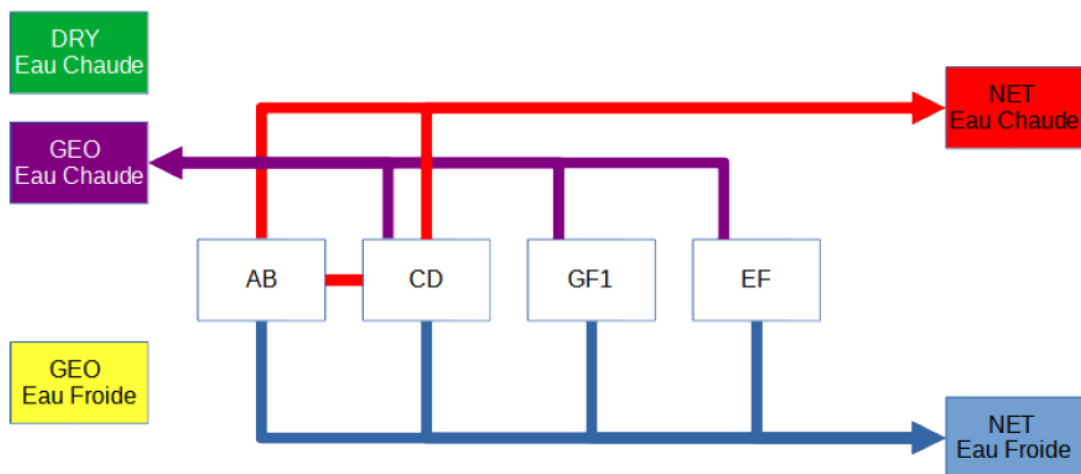 DRY
Eau Chaude
NET
Eau Chaude
GEO
Eau Chaude
AB
CD
GF1
EF
GEO
Eau Froide
NET
Eau Froide